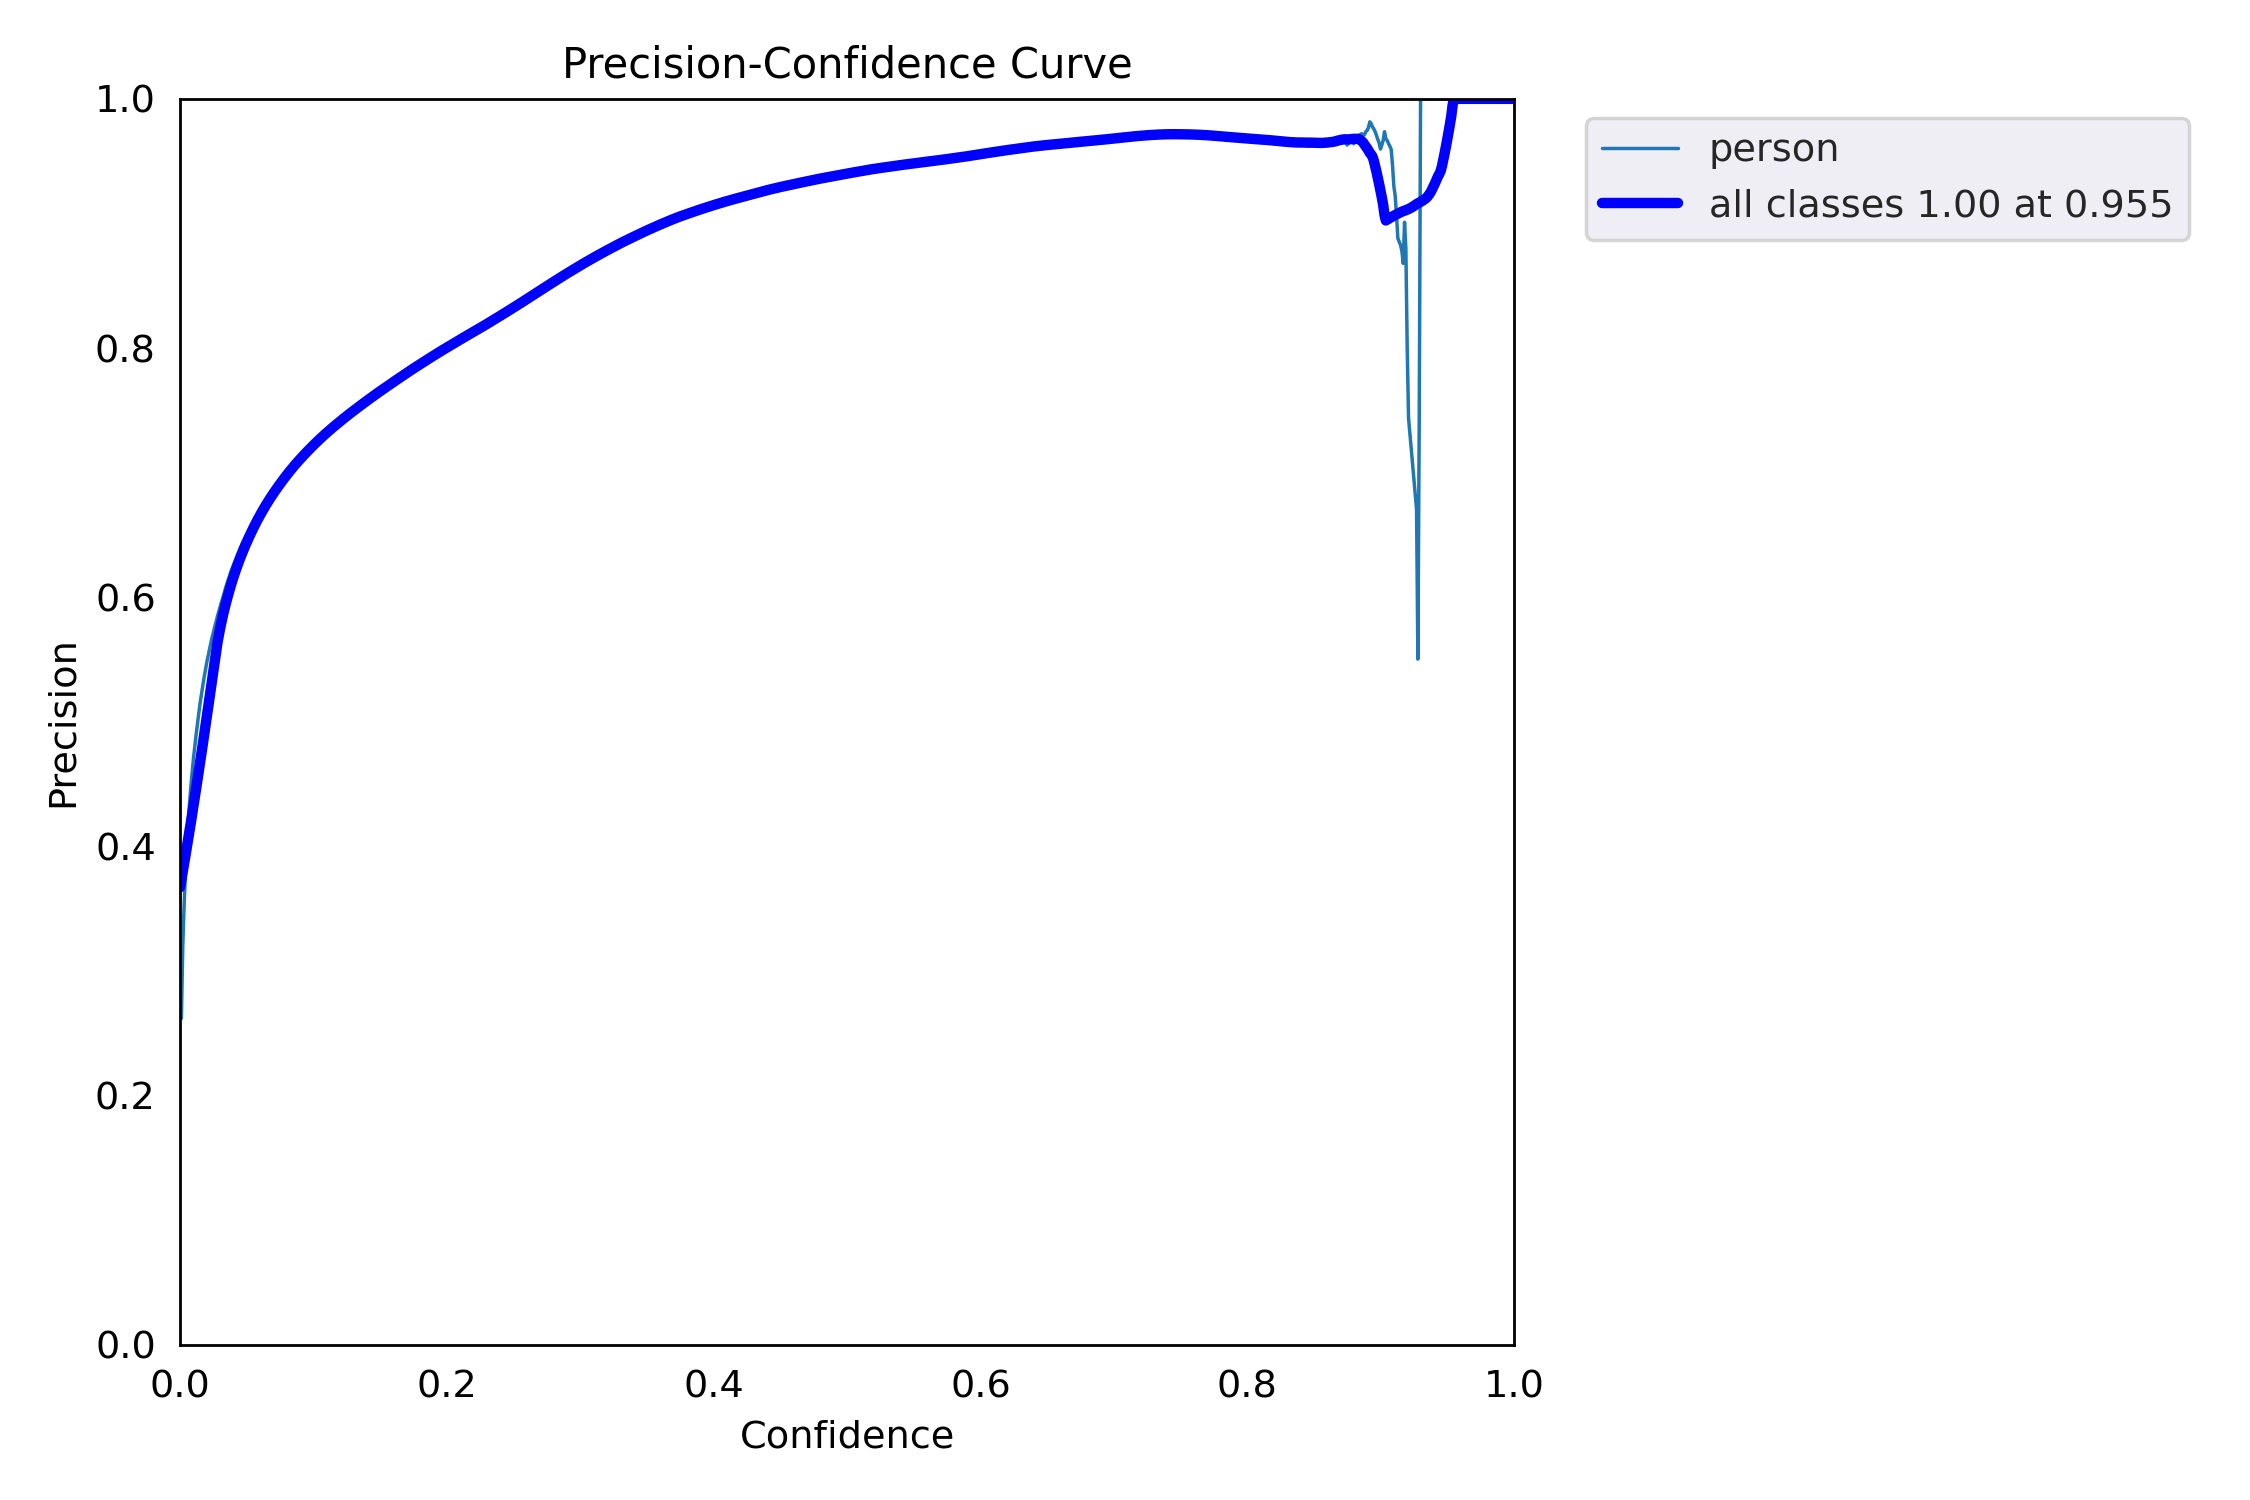 Precision-Confidence Curve
1.0
0.8
0.6
0.4
0.2
0.0
0.0 0.2 0.4 0.6 0.8 1.0
Precision
Confidence
person
all classes 1.00 at 0.955